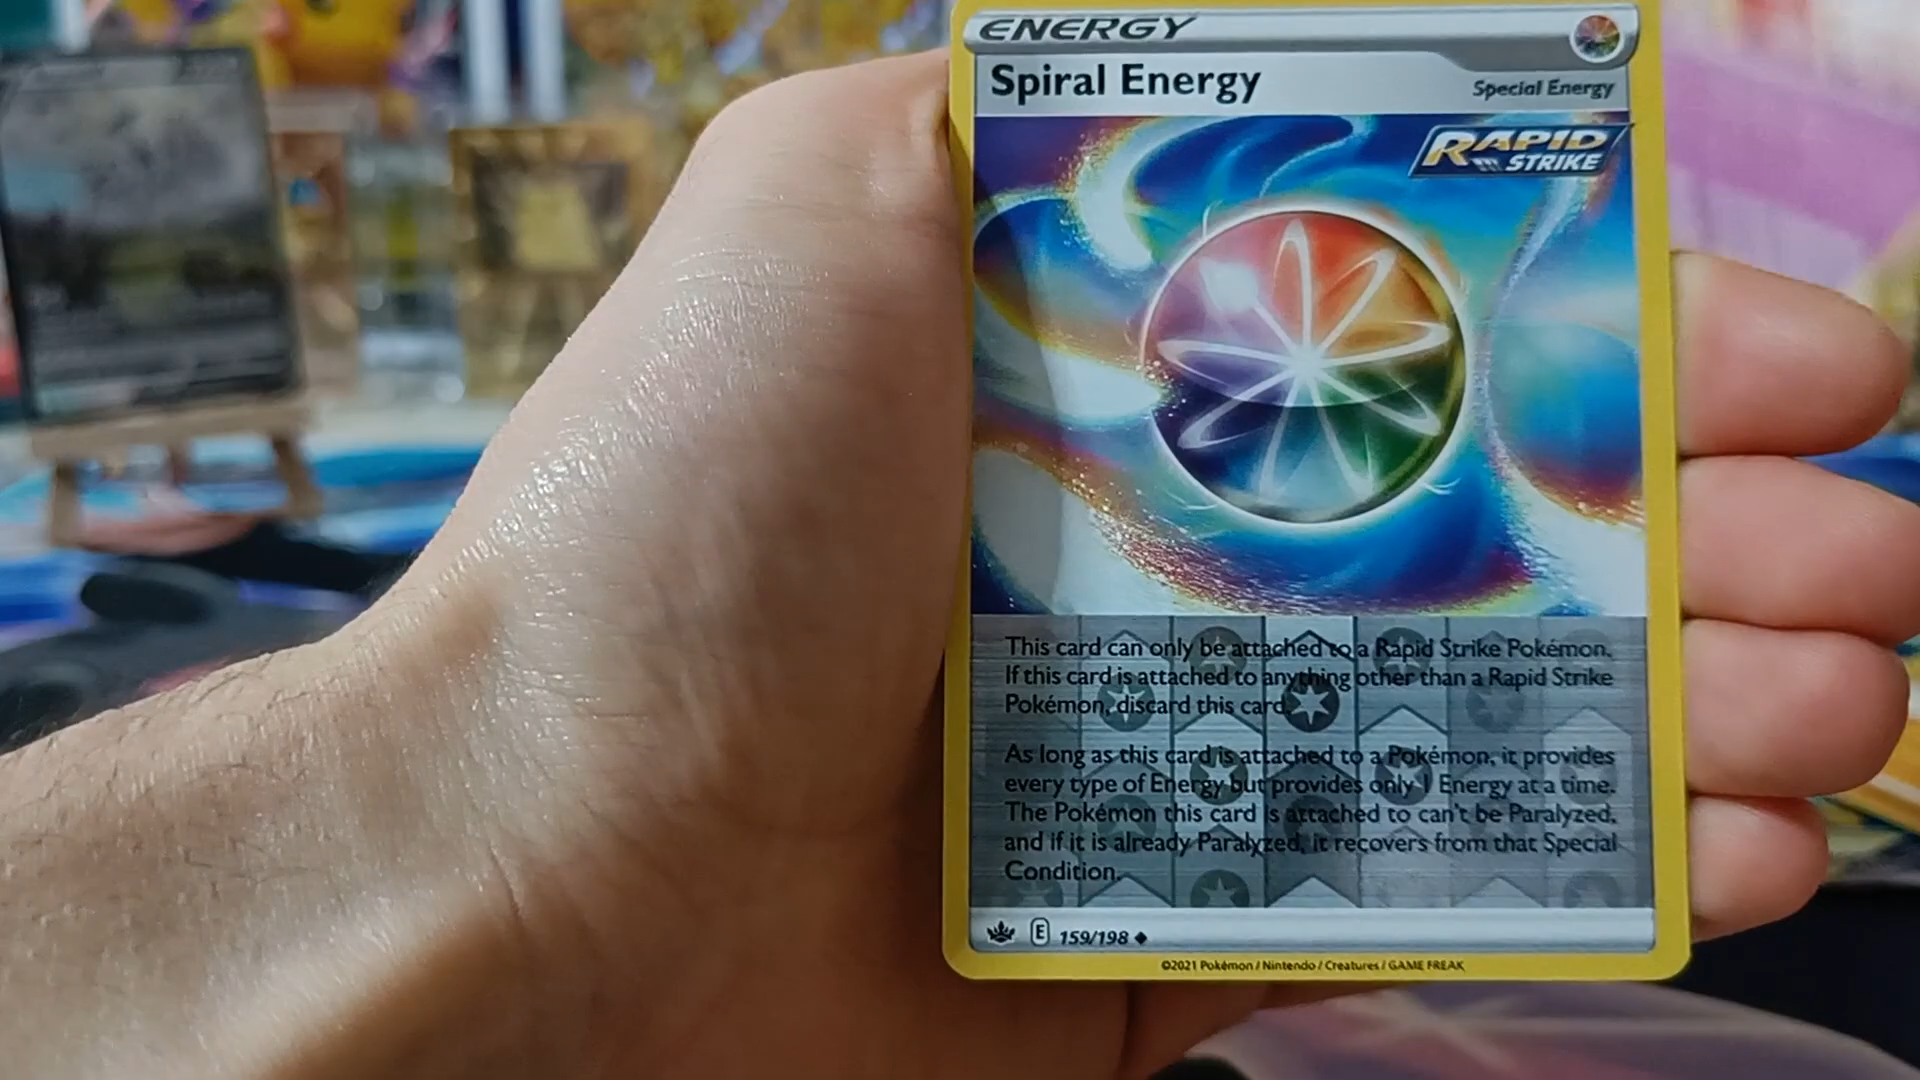 ENERGY
Spiral Energy
Special Energy
RAPID
STRIKE
This card can only be attached to a Rapid Strike Pokémon.
If this card is attached to anything other than a Rapid Strike
Pokémon, discard this card.
As long as this card is attached to a Pokémon, it provides
every type of Energy but provides only 1 Energy at a time.
The Pokémon this card is attached to can't be Paralyzed,
and if it is already Paralyzed, it recovers from that Special
Condition.
E 159/198
©2021 Pokémon / Nintendo / Creatures / GAME FREAK